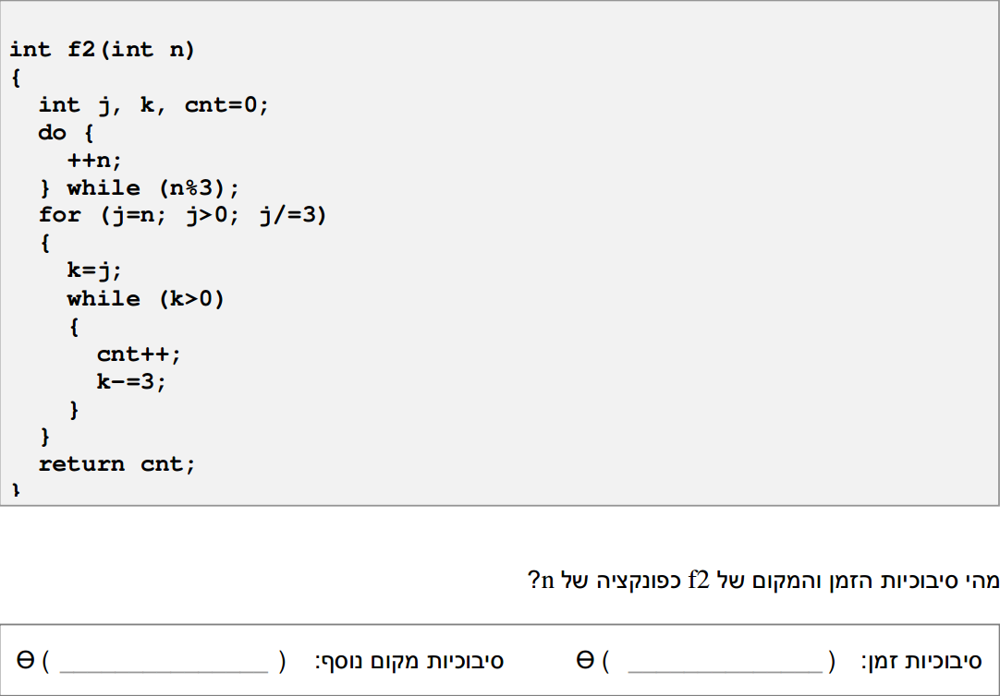 int f2(int n)
{
int j, k, cnt=0;
do {
++n;
} while (n%3);
for (j=n; j>0; j/=3)
{
k=j;
while (k>0)
{
cnt++;
k-=3;
}
}
return cnt;
}
מהי סיבוכיות הזמן והמקום של f2 כפונקציה של n?
סיבוכיות זמן: Ɵ ( _______________ ) סיבוכיות מקום נוסף: Ɵ ( ________________ )